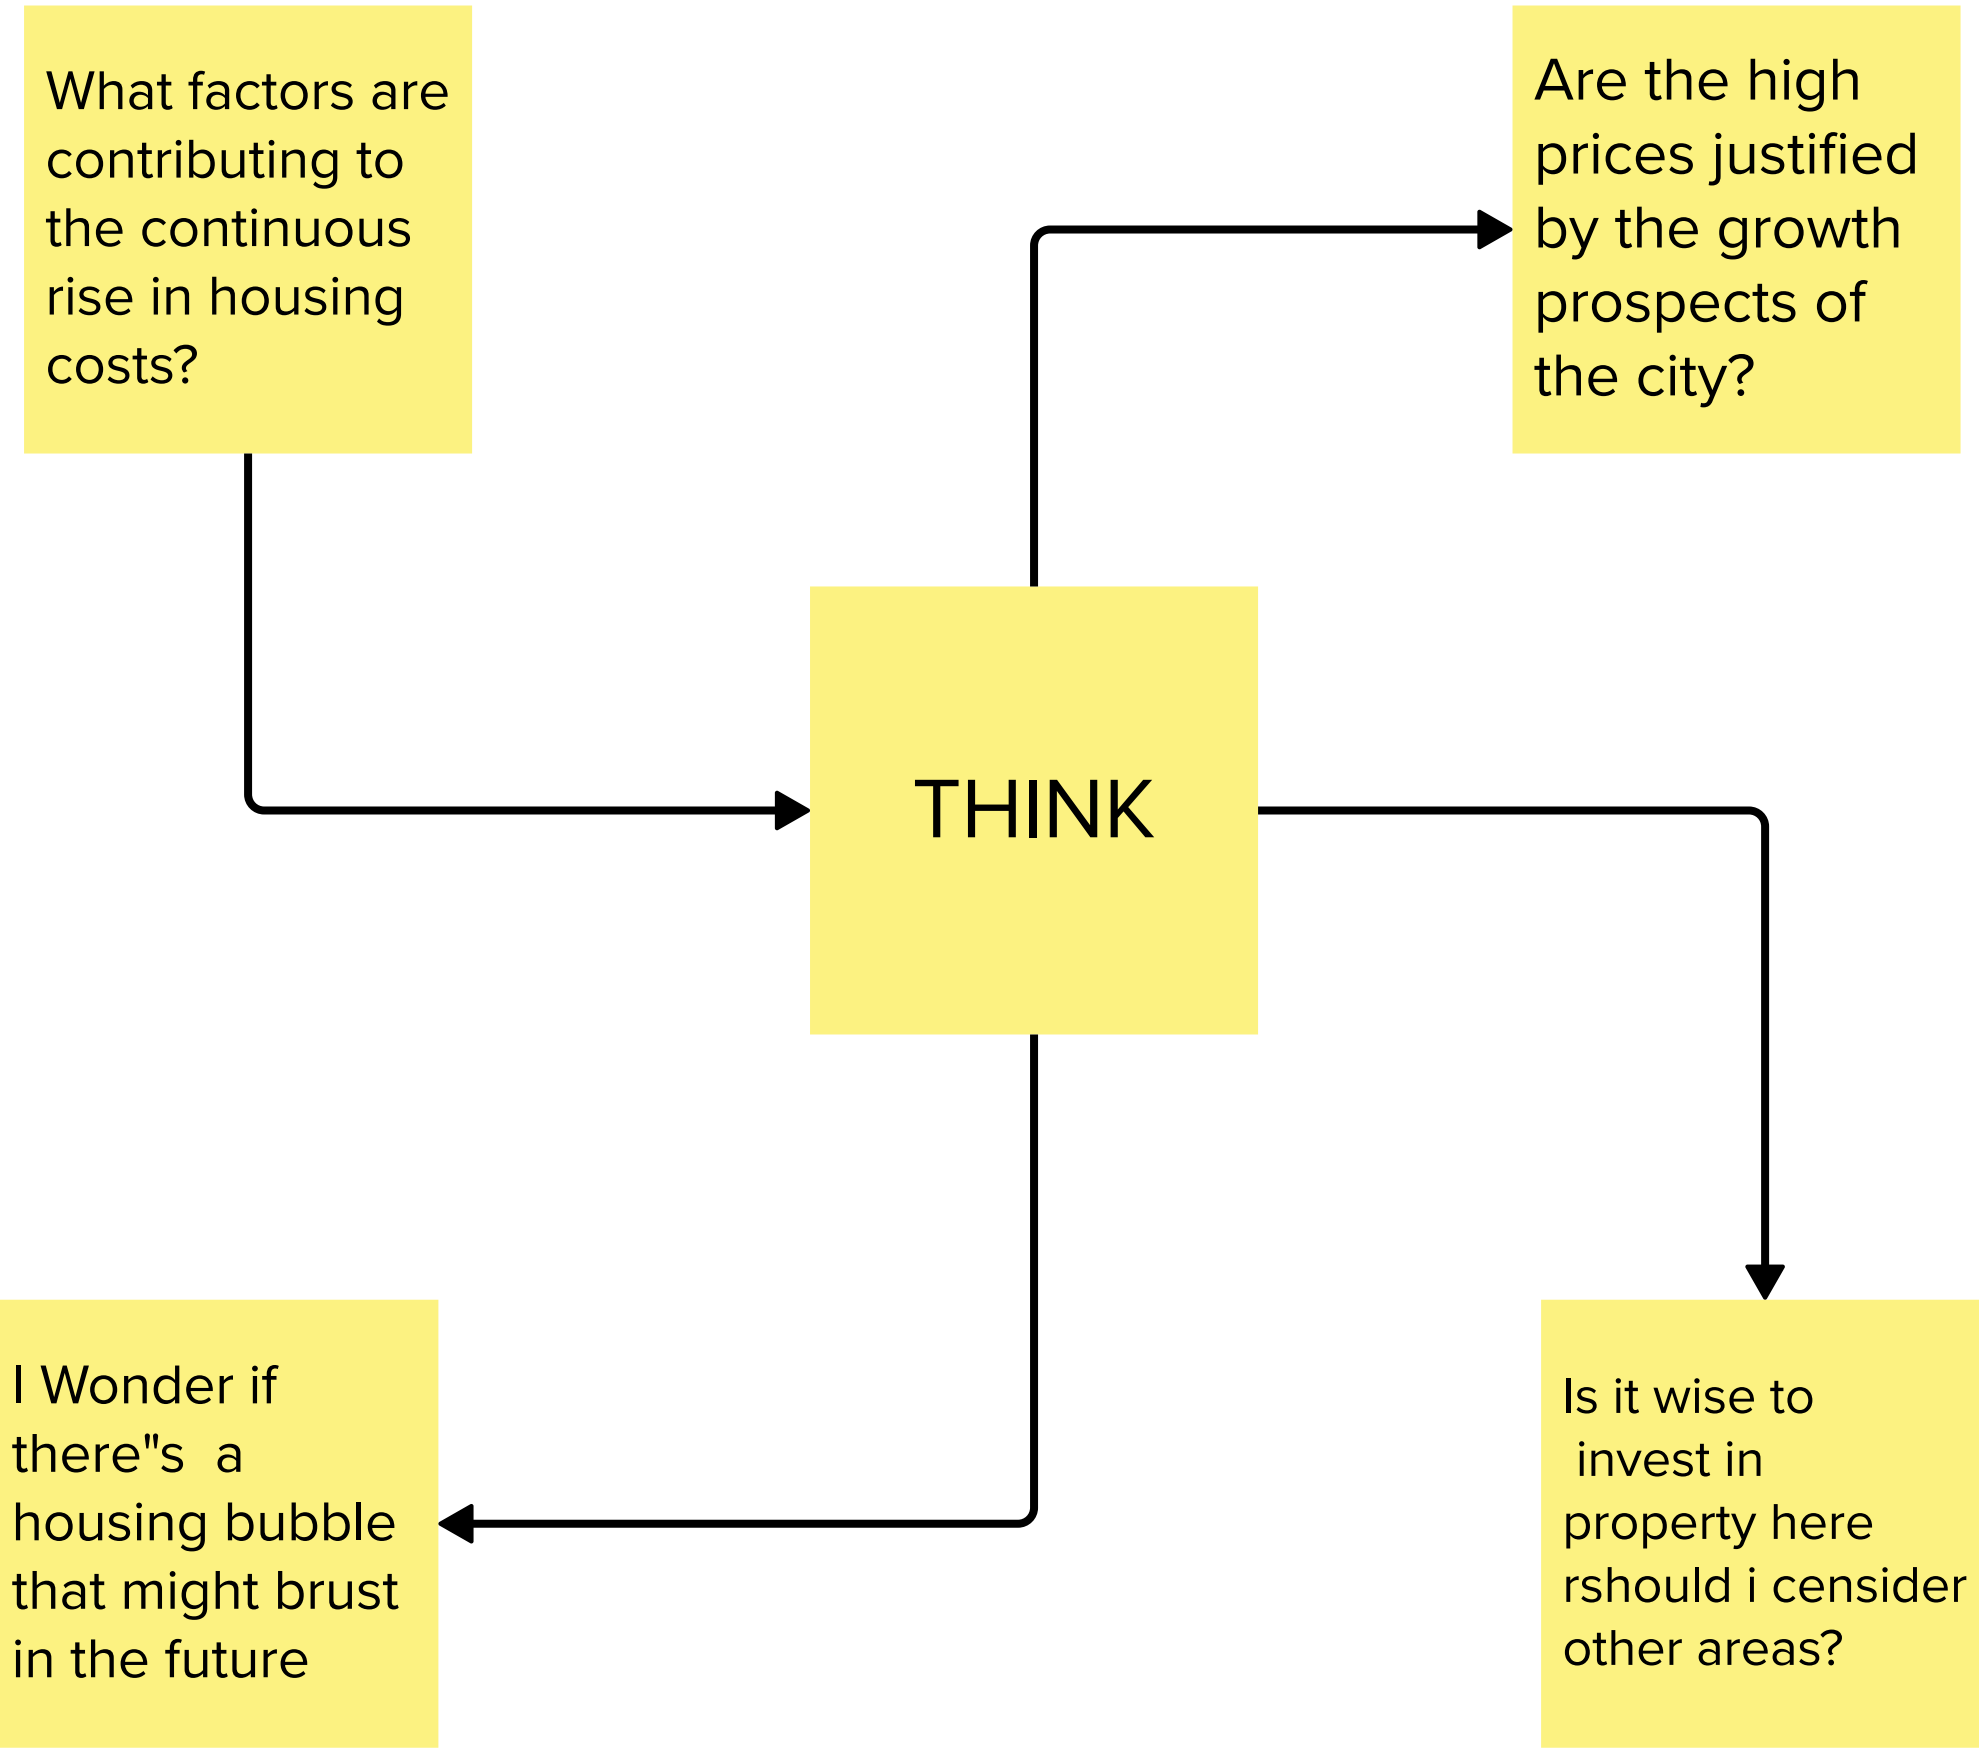 What factors are
contributing to
the continuous
rise in housing
costs?
Are the high
prices justified
by the growth
prospects of
the city?
THINK
I Wonder if
there"s  a
housing bubble
that might brust
in the future
Is it wise to
invest in
property here
rshould i censider
other areas?